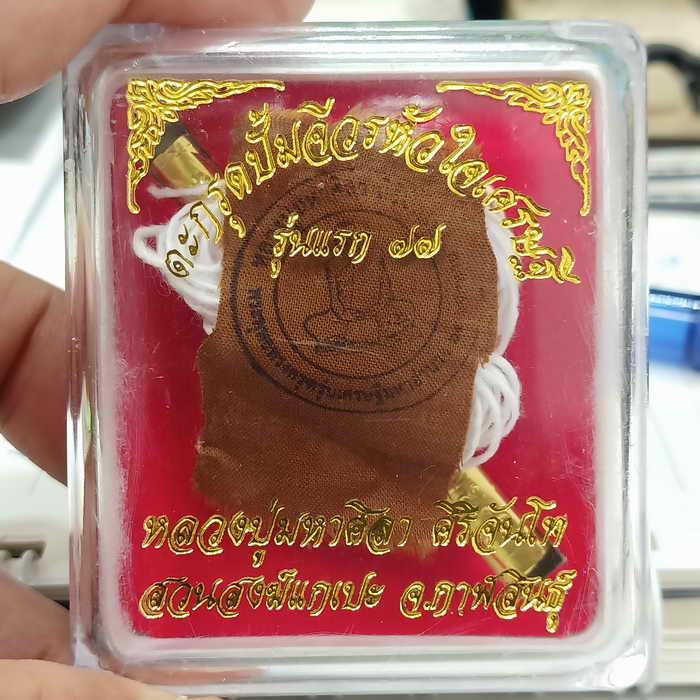 ตะกรุดปั้มจีวรหัวใจเศรษฐี
รุ่นแรก ๗๗
หลวงปู่มหาศิลา ศิริจันโท
สวนสงฆ์แกเปะ จ.กาฬสินธุ์